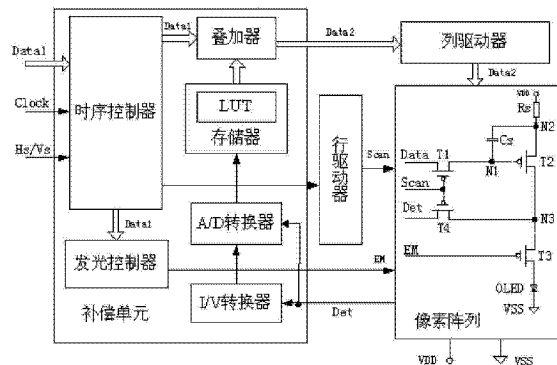 Data1
叠加器
Data2
列驱动器
Data1
Data2
时序控制器
LUT
存储器
Clock
Hs/Vs
行驱动器
Scan
VDD
Rs
N2
Cs
Data
T1
N1
T2
Scan
Det
T4
N3
A/D转换器
Data1
发光控制器
EM
EM
T3
I/V转换器
Det
OLED
VSS
补偿单元
像素阵列
VDD
VSS